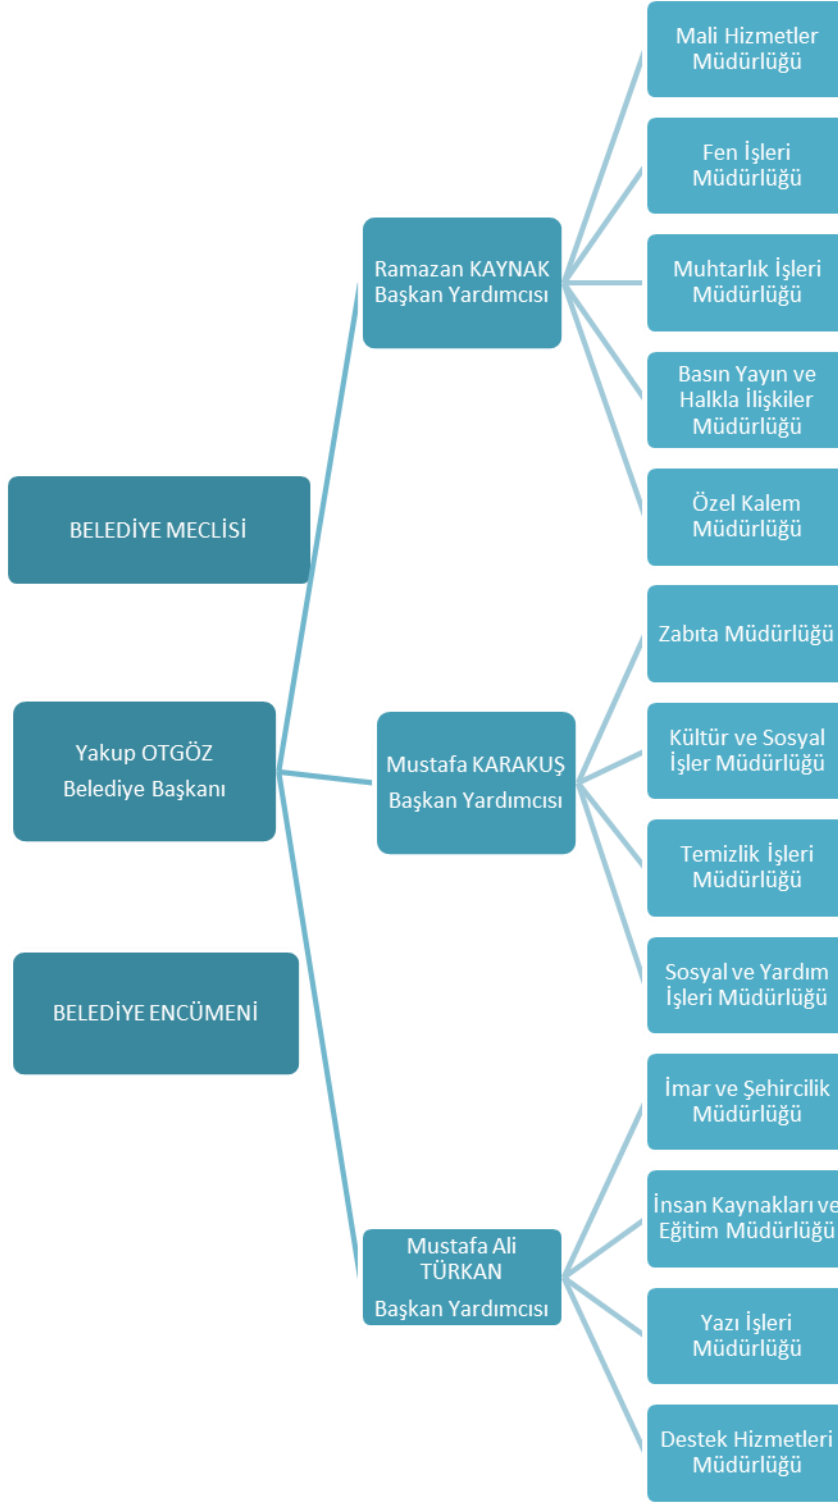 BELEDİYE MECLİSİ
Yakup OTGÖZ
Belediye Başkanı
BELEDİYE ENCÜMENİ
Ramazan KAYNAK
Başkan Yardımcısı
Mali Hizmetler
Müdürlüğü
Fen İşleri
Müdürlüğü
Muhtarlık İşleri
Müdürlüğü
Basın Yayın ve
Halkla İlişkiler
Müdürlüğü
Özel Kalem
Müdürlüğü
Mustafa KARAKUŞ
Başkan Yardımcısı
Zabıta Müdürlüğü
Kültür ve Sosyal
İşler Müdürlüğü
Temizlik İşleri
Müdürlüğü
Sosyal ve Yardım
İşleri Müdürlüğü
Mustafa Ali
TÜRKAN
Başkan Yardımcısı
İmar ve Şehircilik
Müdürlüğü
İnsan Kaynakları ve
Eğitim Müdürlüğü
Yazı İşleri
Müdürlüğü
Destek Hizmetleri
Müdürlüğü